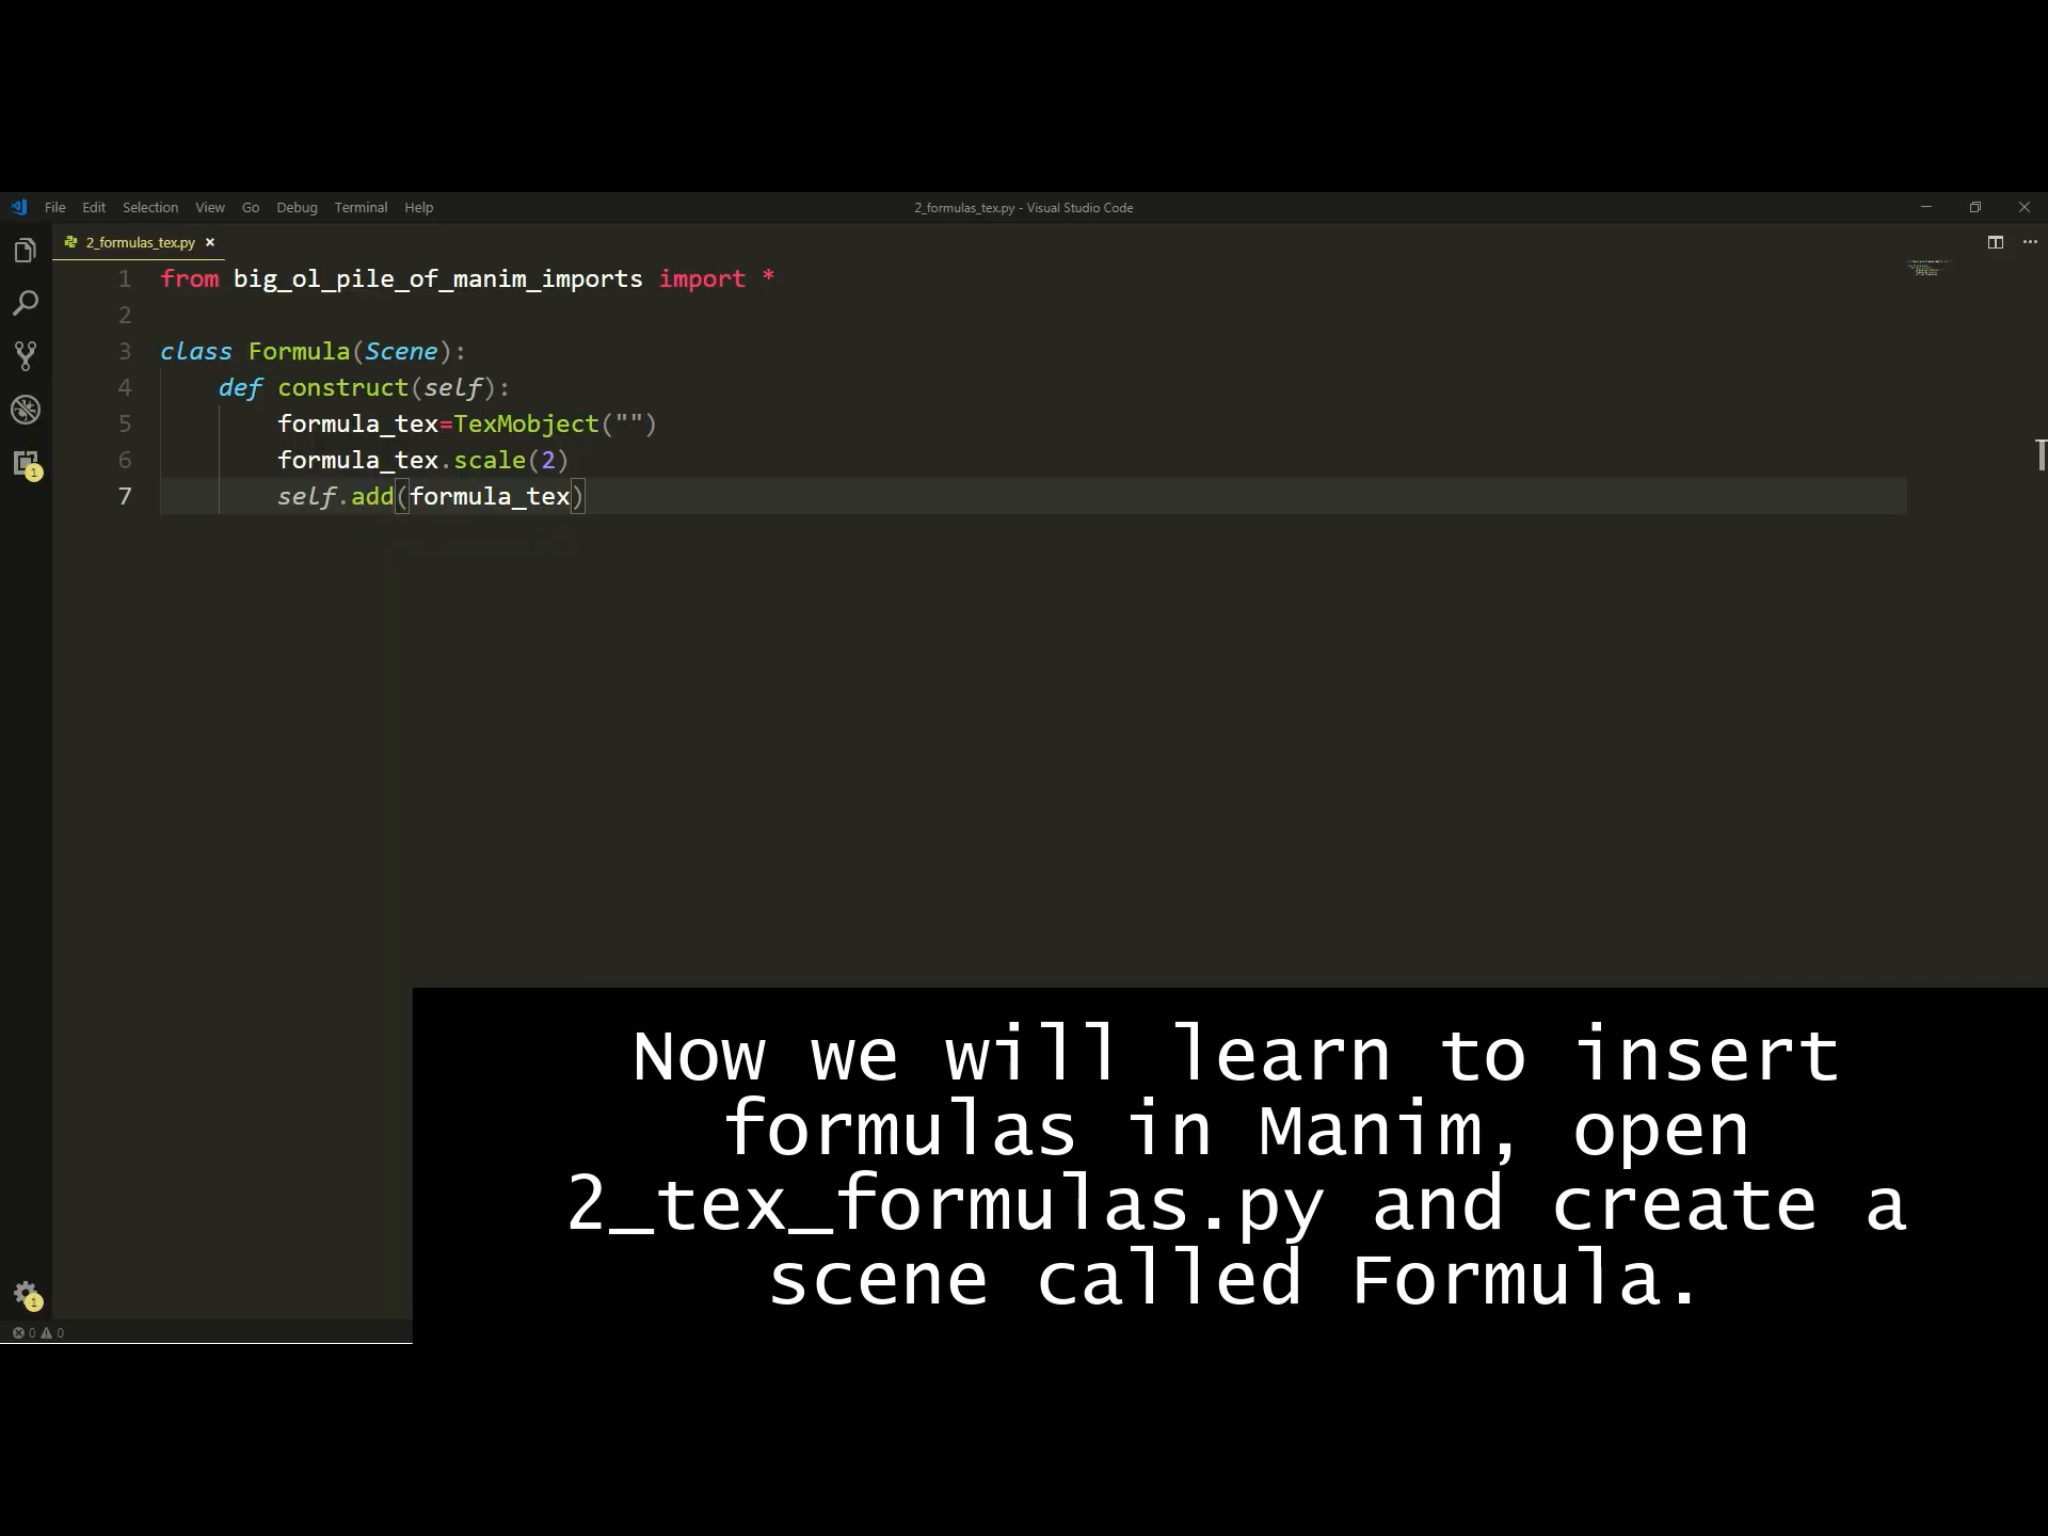 File Edit Selection View Go Debug Terminal Help 2_formulas_tex.py - Visual Studio Code
2_formulas_tex.py ×
1 from big_ol_pile_of_manim_imports import *
2
3 class Formula(Scene):
4     def construct(self):
5         formula_tex=TexMobject("")
6         formula_tex.scale(2)
7         self.add(formula_tex)
1
Now we will learn to insert
formulas in Manim, open
2_tex_formulas.py and create a
scene called Formula.
1
0 0